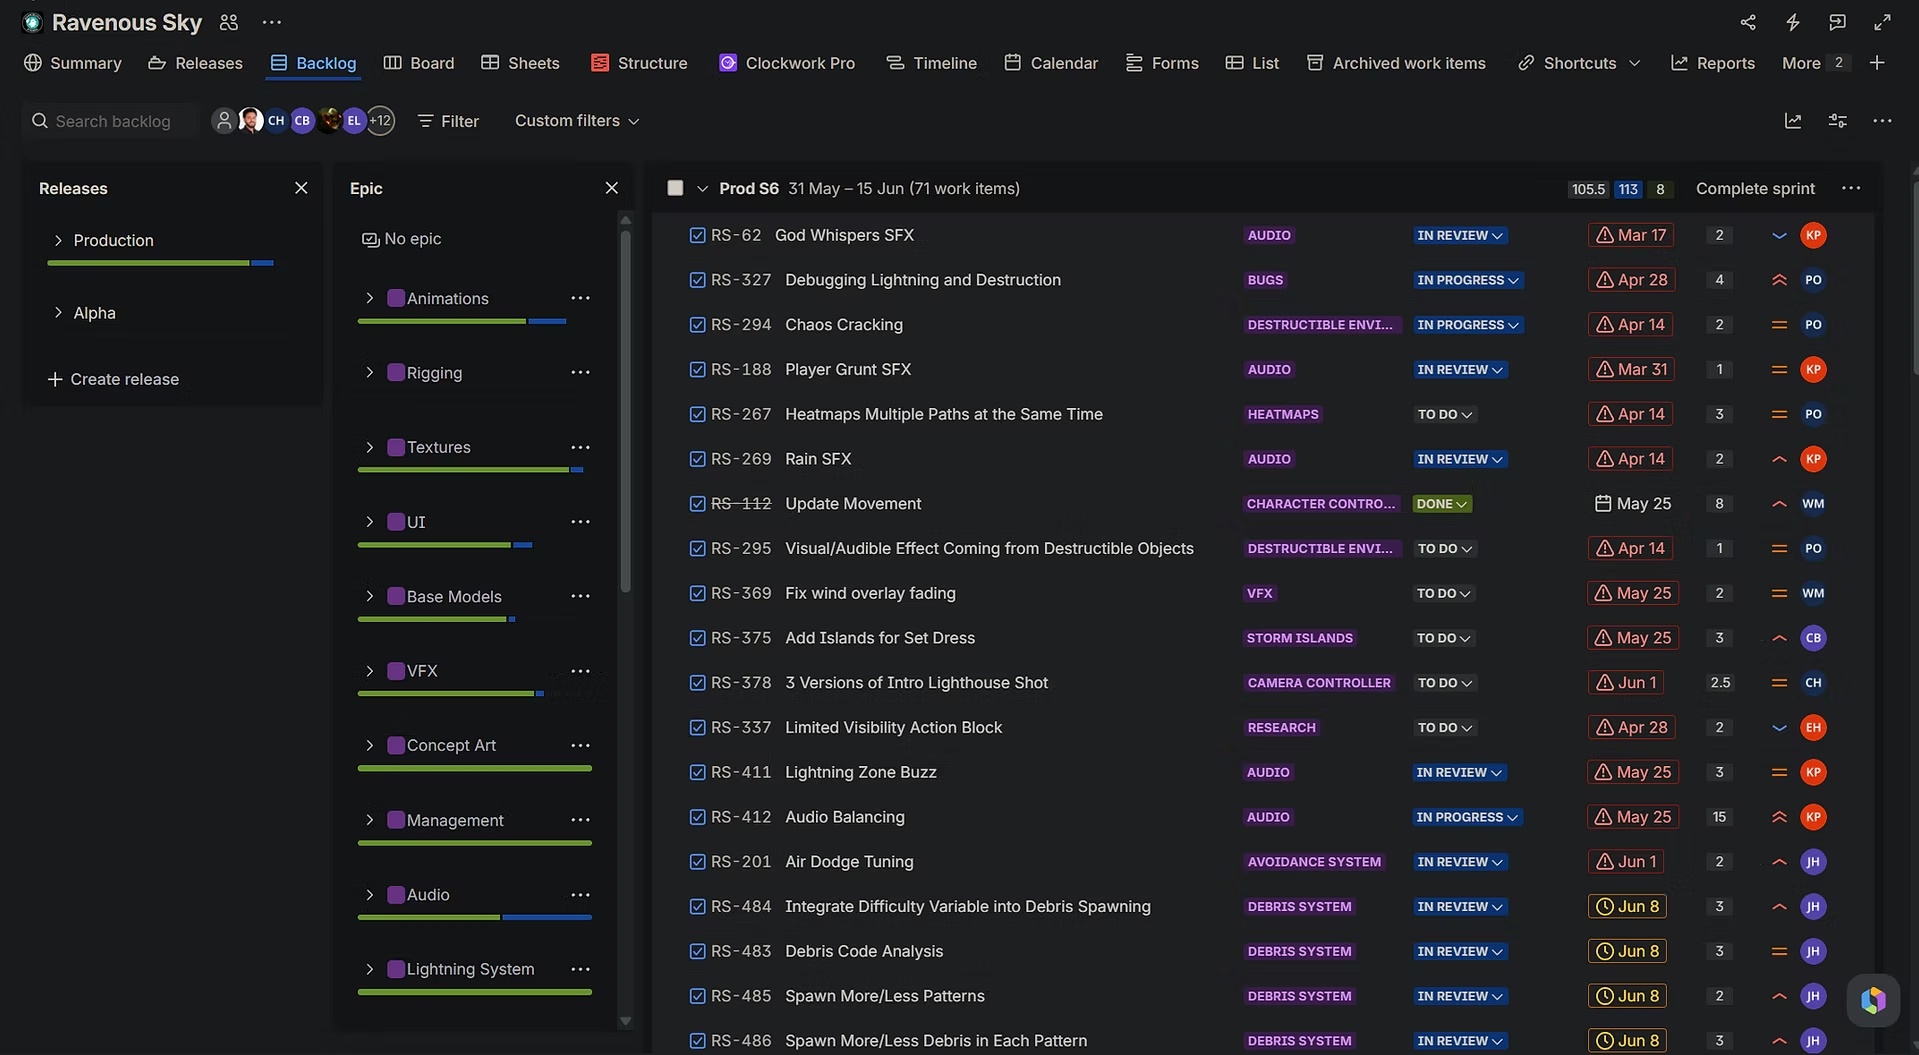 Ravenous Sky
Summary Releases Backlog Board Sheets Structure Clockwork Pro Timeline Calendar Forms List Archived work items Shortcuts Reports More 2
Search backlog CH CB EL +12 Filter Custom filters
Releases
Production
Alpha
Create release
Epic
No epic
Animations
Rigging
Textures
UI
Base Models
VFX
Concept Art
Management
Audio
Lightning System
Prod S6 31 May – 15 Jun (71 work items) 105.5 113 8 Complete sprint
RS-62 God Whispers SFX AUDIO IN REVIEW Mar 17 2 KP
RS-327 Debugging Lightning and Destruction BUGS IN PROGRESS Apr 28 4 PO
RS-294 Chaos Cracking DESTRUCTIBLE ENVI... IN PROGRESS Apr 14 2 PO
RS-188 Player Grunt SFX AUDIO IN REVIEW Mar 31 1 KP
RS-267 Heatmaps Multiple Paths at the Same Time HEATMAPS TO DO Apr 14 3 PO
RS-269 Rain SFX AUDIO IN REVIEW Apr 14 2 KP
RS-112 Update Movement CHARACTER CONTRO... DONE May 25 8 WM
RS-295 Visual/Audible Effect Coming from Destructible Objects DESTRUCTIBLE ENVI... TO DO Apr 14 1 PO
RS-369 Fix wind overlay fading VFX TO DO May 25 2 WM
RS-375 Add Islands for Set Dress STORM ISLANDS TO DO May 25 3 CB
RS-378 3 Versions of Intro Lighthouse Shot CAMERA CONTROLLER TO DO Jun 1 2.5 CH
RS-337 Limited Visibility Action Block RESEARCH TO DO Apr 28 2 EH
RS-411 Lightning Zone Buzz AUDIO IN REVIEW May 25 3 KP
RS-412 Audio Balancing AUDIO IN PROGRESS May 25 15 KP
RS-201 Air Dodge Tuning AVOIDANCE SYSTEM IN REVIEW Jun 1 2 JH
RS-484 Integrate Difficulty Variable into Debris Spawning DEBRIS SYSTEM IN REVIEW Jun 8 3 JH
RS-483 Debris Code Analysis DEBRIS SYSTEM IN REVIEW Jun 8 3 JH
RS-485 Spawn More/Less Patterns DEBRIS SYSTEM IN REVIEW Jun 8 2 JH
RS-486 Spawn More/Less Debris in Each Pattern DEBRIS SYSTEM IN REVIEW Jun 8 3 JH